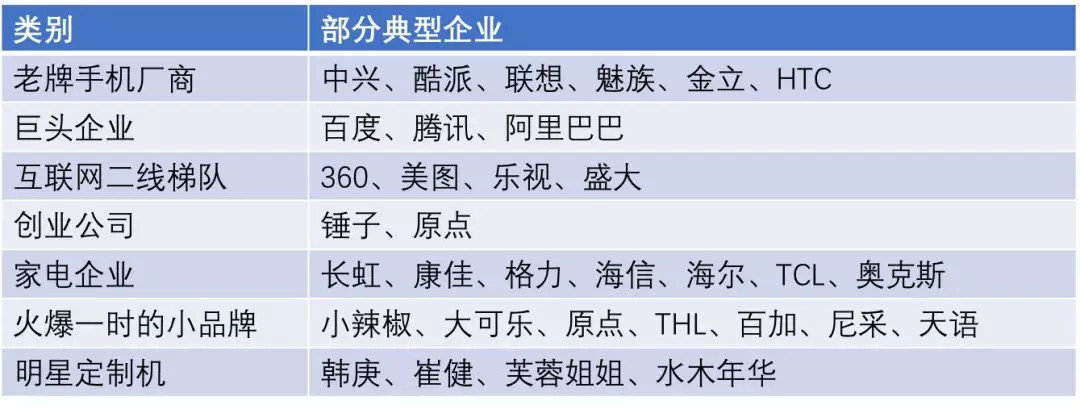 类别 部分典型企业
老牌手机厂商 中兴、酷派、联想、魅族、金立、HTC
巨头企业 百度、腾讯、阿里巴巴
互联网二线梯队 360、美图、乐视、盛大
创业公司 锤子、原点
家电企业 长虹、康佳、格力、海信、海尔、TCL、奥克斯
火爆一时的小品牌 小辣椒、大可乐、原点、THL、百加、尼采、天语
明星定制机 韩庚、崔健、芙蓉姐姐、水木年华